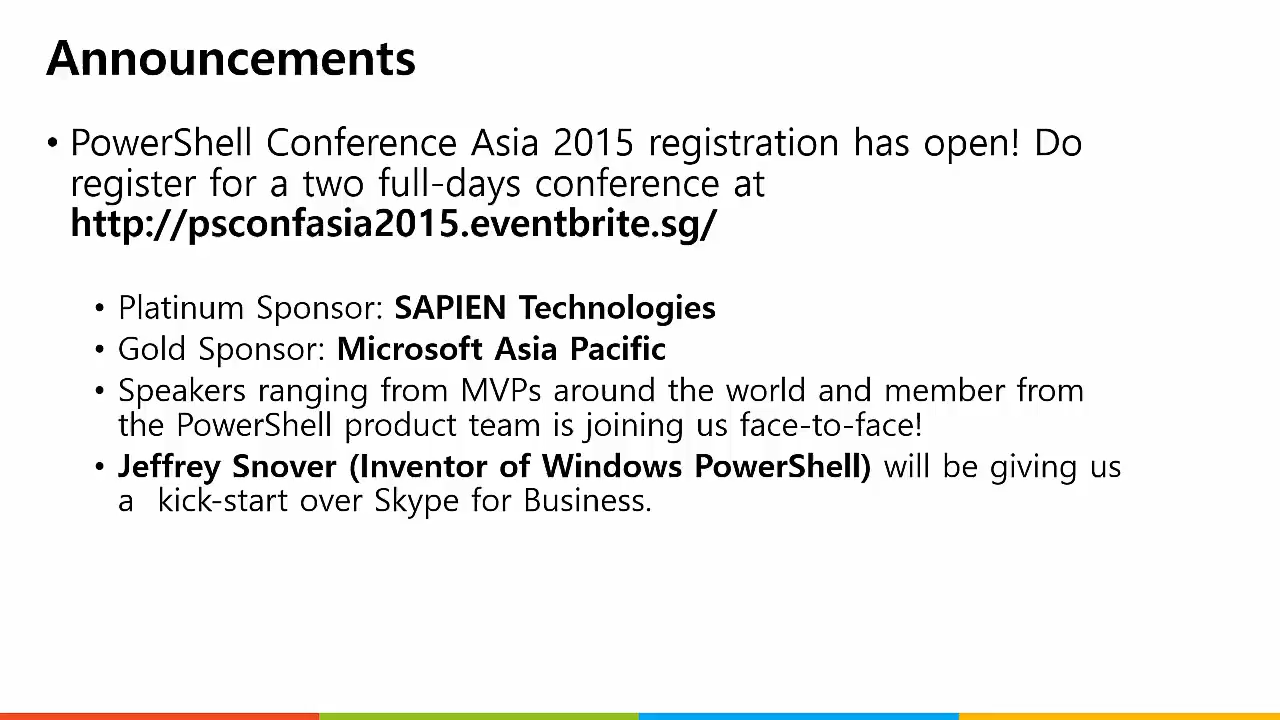 Announcements
• PowerShell Conference Asia 2015 registration has open! Do
register for a two full-days conference at
http://psconfasia2015.eventbrite.sg/
• Platinum Sponsor: SAPIEN Technologies
• Gold Sponsor: Microsoft Asia Pacific
• Speakers ranging from MVPs around the world and member from
the PowerShell product team is joining us face-to-face!
• Jeffrey Snover (Inventor of Windows PowerShell) will be giving us
a  kick-start over Skype for Business.